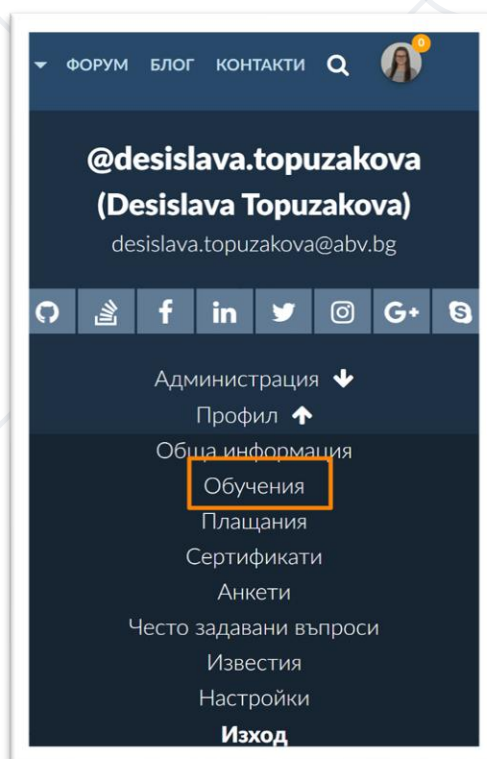 ФОРУМ БЛОГ КОНТАКТИ 0
@desislava.topuzakova
(Desislava Topuzakova)
desislava.topuzakova@abv.bg
f in G+ S
Администрация
Профил
Обща информация
Обучения
Плащания
Сертификати
Анкети
Често задавани въпроси
Известия
Настройки
Изход